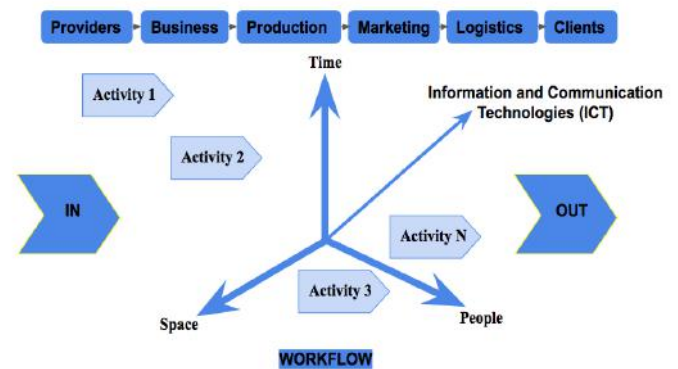 Providers Business Production Marketing Logistics Clients
Time
Activity 1
Information and Communication
Technologies (ICT)
Activity 2
IN
OUT
Activity N
Activity 3
Space
People
WORKFLOW